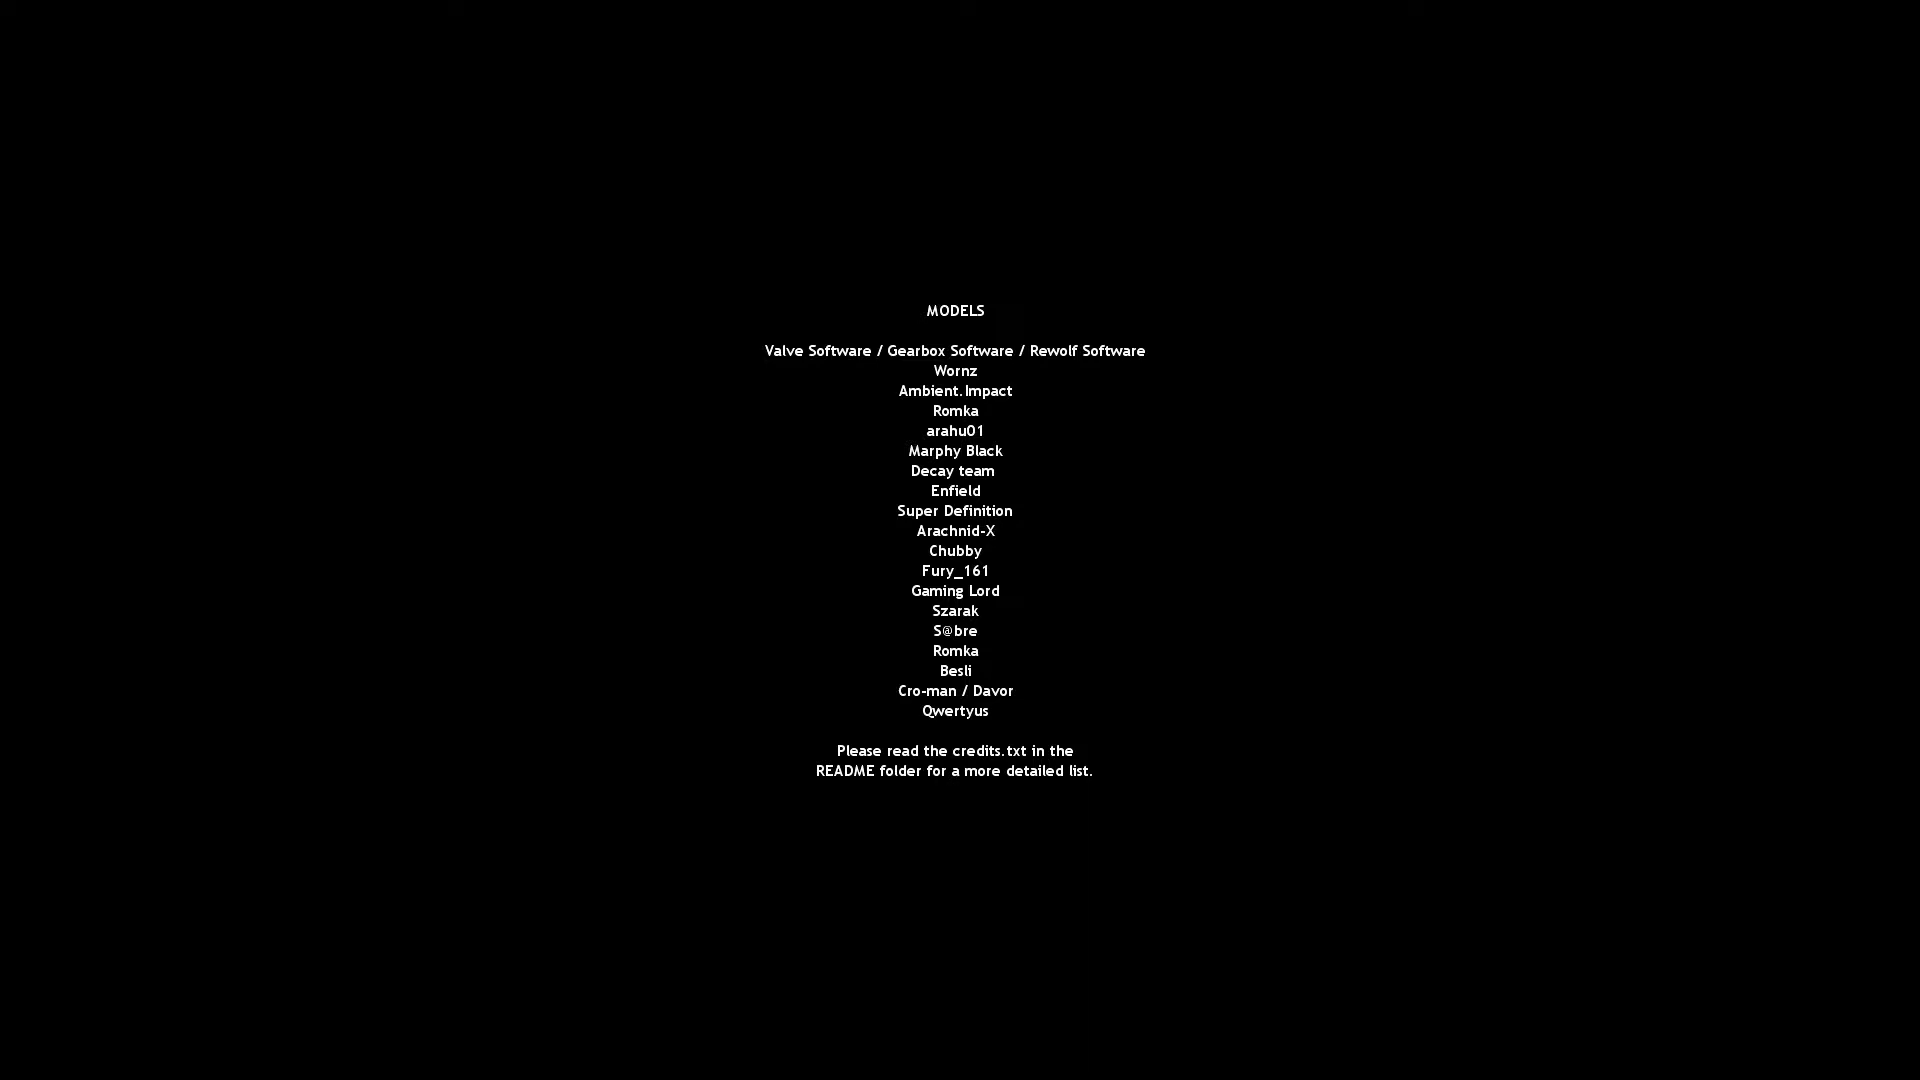 MODELS
Valve Software / Gearbox Software / Rewolf Software
Wornz
Ambient.Impact
Romka
arahu01
Marphy Black
Decay team
Enfield
Super Definition
Arachnid-X
Chubby
Fury_161
Gaming Lord
Szarak
S@bre
Romka
Besli
Cro-man / Davor
Qwertyus
Please read the credits.txt in the
README folder for a more detailed list.